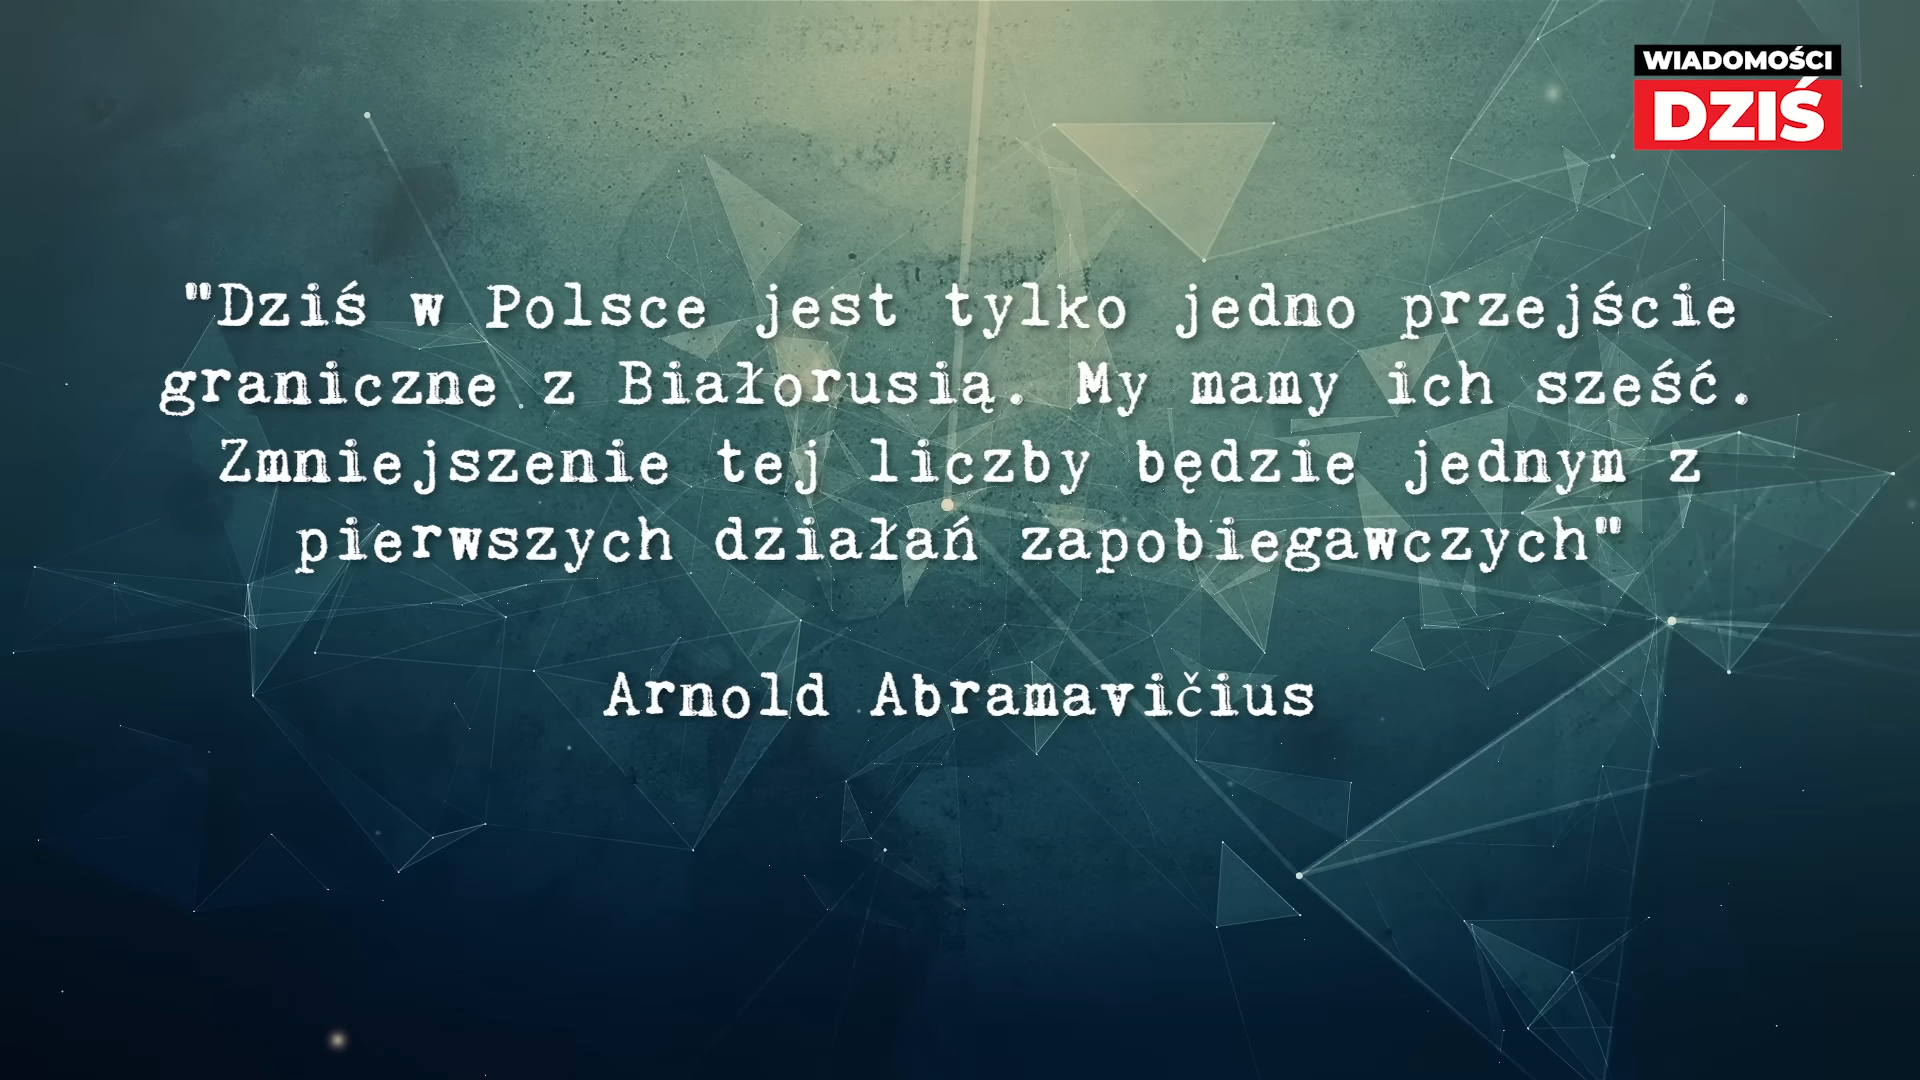 WIADOMOŚCI
DZIŚ
"Dziś w Polsce jest tylko jedno przejście
graniczne z Białorusią. My mamy ich sześć.
Zmniejszenie tej liczby będzie jednym z
pierwszych działań zapobiegawczych"
Arnold Abramavičius